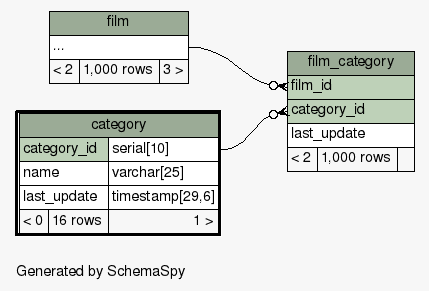 film
...
< 2 1,000 rows 3 >
film_category
film_id
category_id
last_update
< 2 1,000 rows
category
category_id serial[10]
name varchar[25]
last_update timestamp[29,6]
< 0 16 rows 1 >
Generated by SchemaSpy